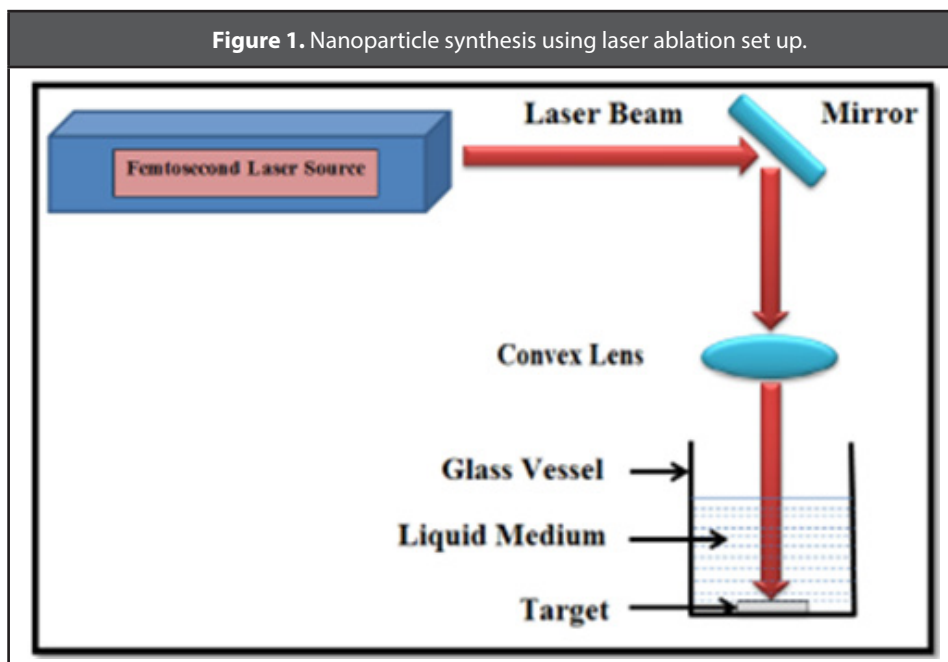 Figure 1. Nanoparticle synthesis using laser ablation set up.
Laser Beam
Mirror
Femtosecond Laser Source
Convex Lens
Glass Vessel
Liquid Medium
Target